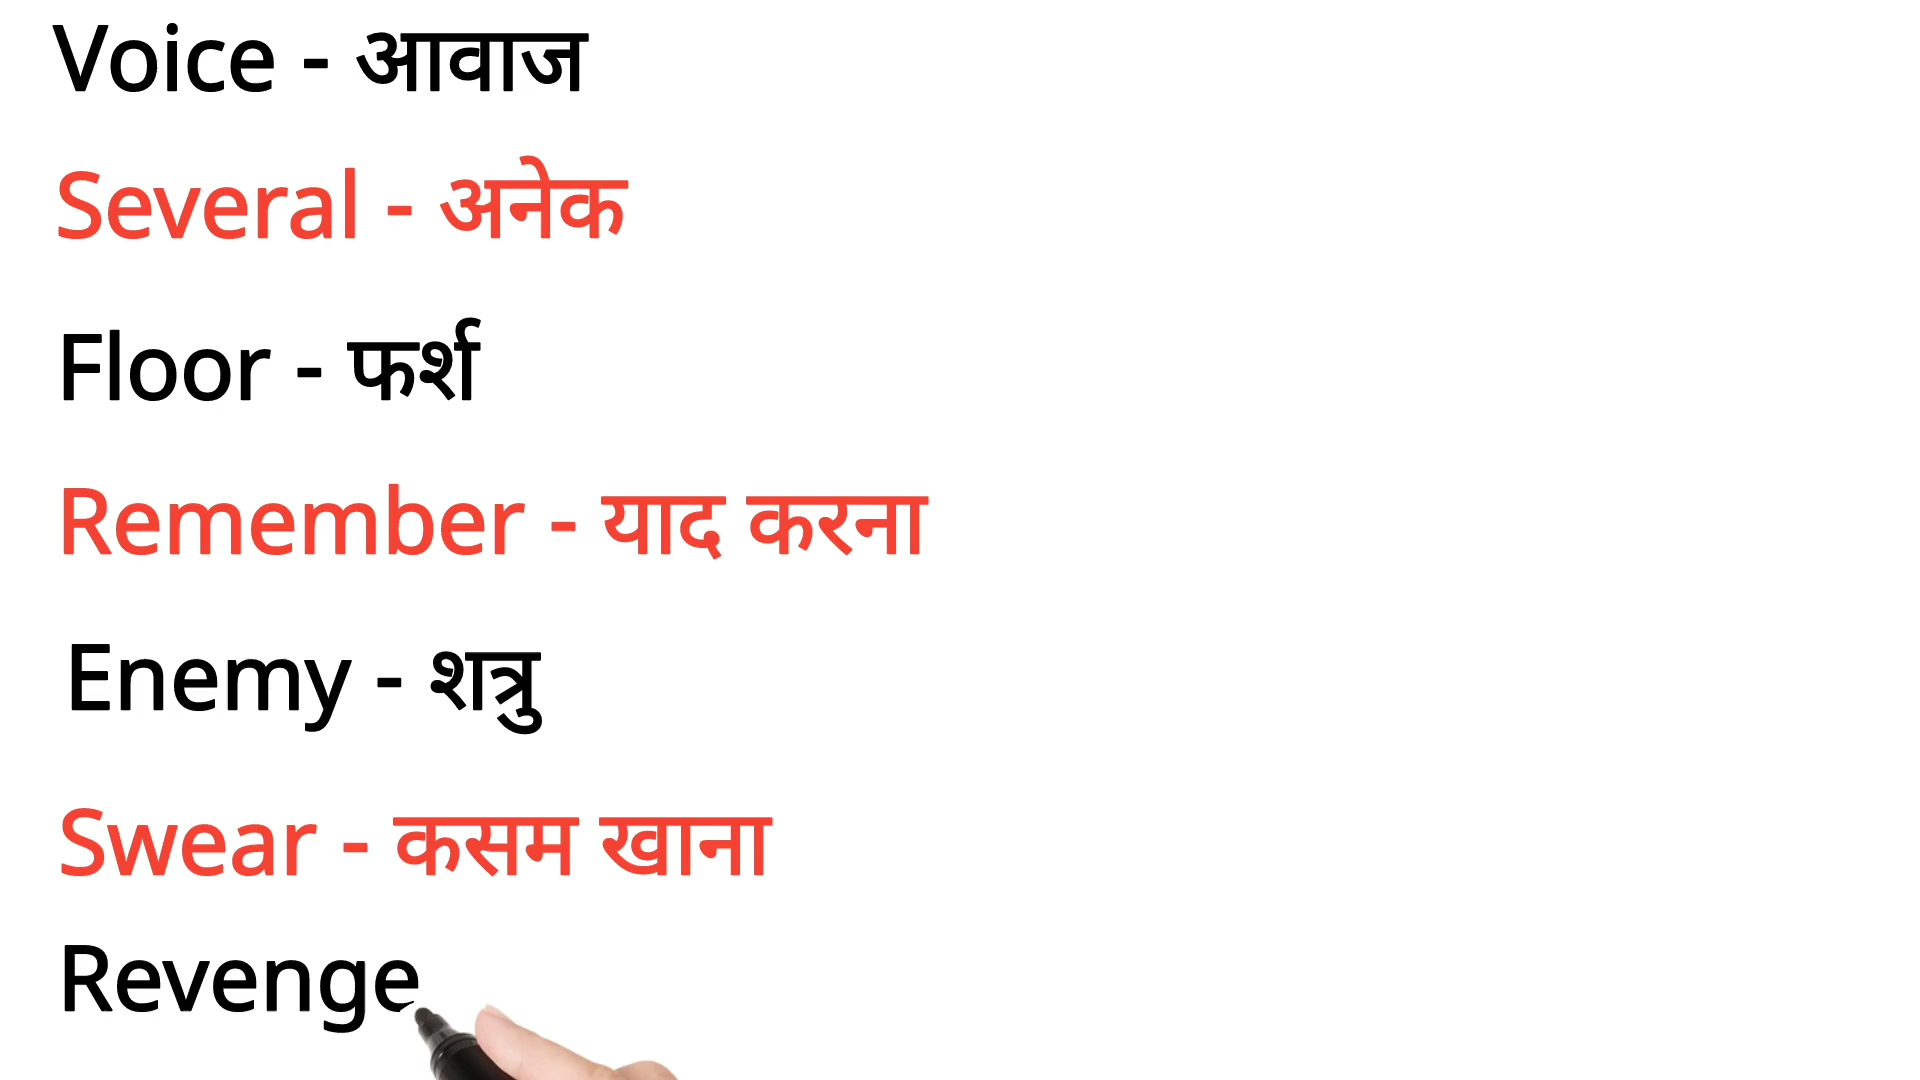 Voice - आवाज
Several - अनेक
Floor - फर्श
Remember - याद करना
Enemy - शत्रु
Swear - कसम खाना
Revenge